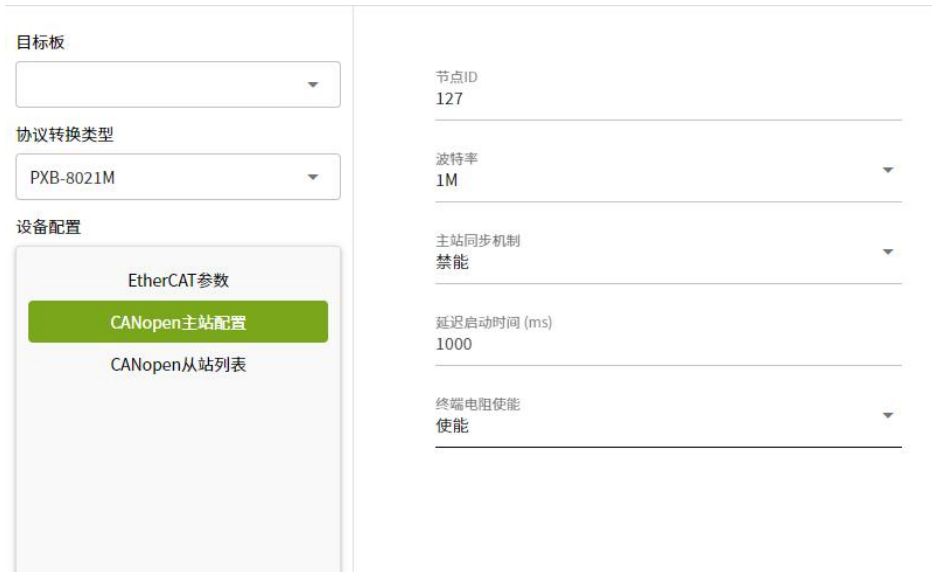 目标板
协议转换类型
PXB-8021M
设备配置
EtherCAT参数
CANopen主站配置
CANopen从站列表
节点ID
127
波特率
1M
主站同步机制
禁能
延迟启动时间 (ms)
1000
终端电阻使能
使能